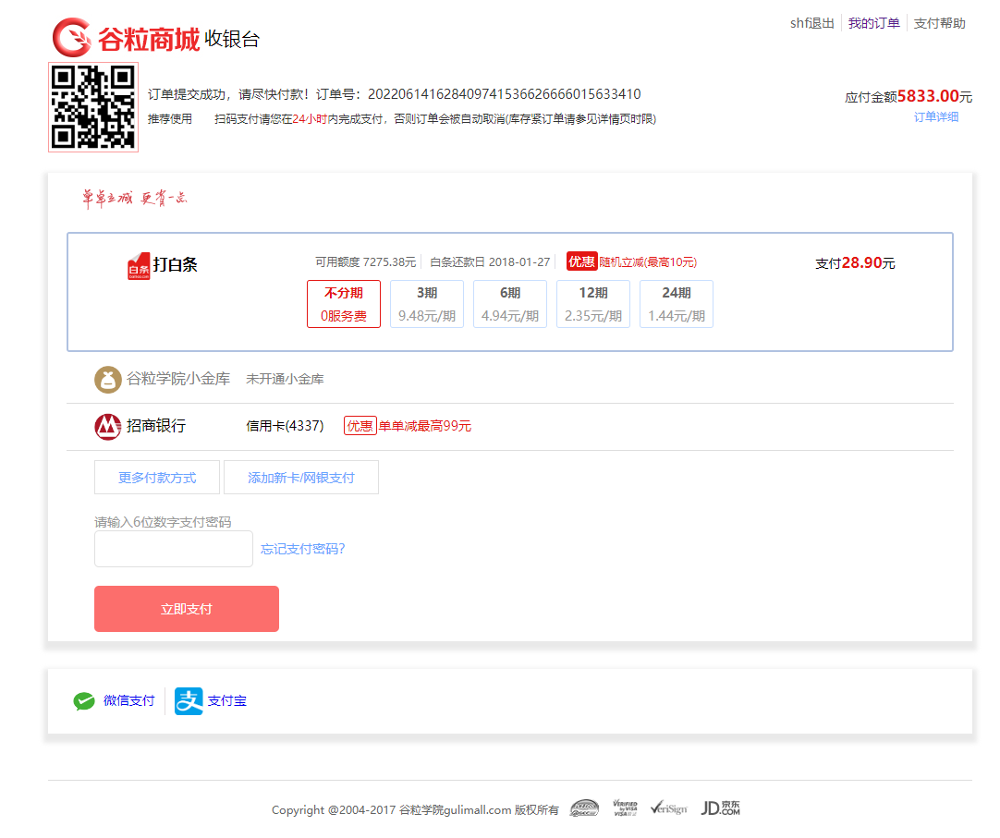 shf退出 我的订单 支付帮助
谷粒商城 收银台
订单提交成功，请尽快付款！订单号：202206141628409741536626666015633410
应付金额5833.00元
推荐使用 扫码支付请您在24小时内完成支付，否则订单会被自动取消(库存紧订单请参见详情页时限)
订单详细
单单立减 更省一点
白条 打白条 可用额度 7275.38元 白条还款日 2018-01-27 优惠 随机立减(最高10元) 支付28.90元
不分期 3期 6期 12期 24期
0服务费 9.48元/期 4.94元/期 2.35元/期 1.44元/期
谷粒学院小金库 未开通小金库
招商银行 信用卡(4337) 优惠 单单减最高99元
更多付款方式 添加新卡/网银支付
请输入6位数字支付密码
忘记支付密码?
立即支付
微信支付 支 支付宝
Copyright @2004-2017 谷粒学院gulimall.com 版权所有 VERIFIED by VISA VeriSign JD京东.COM